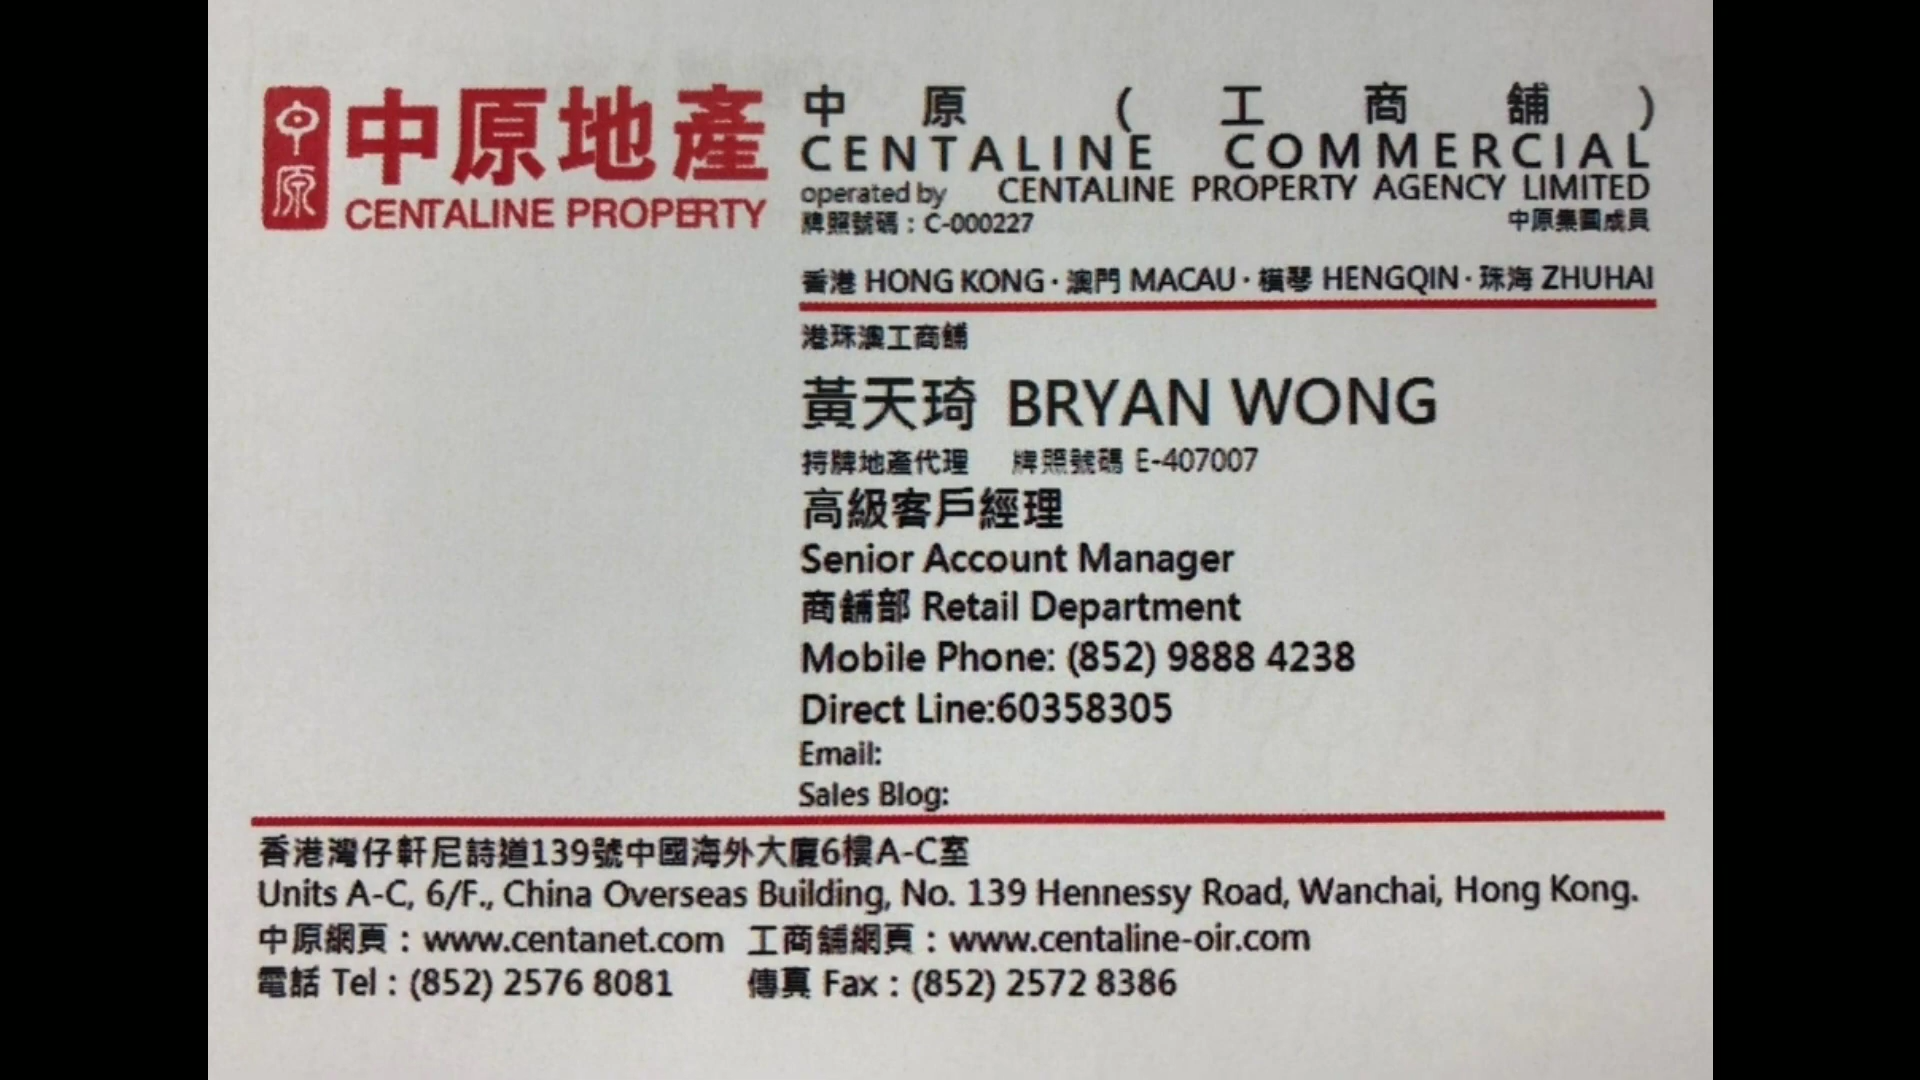 中原
中原地產
CENTALINE PROPERTY
中原(工商舖)
CENTALINE COMMERCIAL
operated by CENTALINE PROPERTY AGENCY LIMITED
牌照號碼：C-000227 中原集團成員
香港 HONG KONG · 澳門 MACAU · 橫琴 HENGQIN · 珠海 ZHUHAI
港珠澳工商舖
黃天琦 BRYAN WONG
持牌地產代理 牌照號碼 E-407007
高級客戶經理
Senior Account Manager
商舖部 Retail Department
Mobile Phone: (852) 9888 4238
Direct Line:60358305
Email:
Sales Blog:
香港灣仔軒尼詩道139號中國海外大廈6樓A-C室
Units A-C, 6/F., China Overseas Building, No. 139 Hennessy Road, Wanchai, Hong Kong.
中原網頁：www.centanet.com 工商舖網頁：www.centaline-oir.com
電話 Tel：(852) 2576 8081 傳真 Fax：(852) 2572 8386